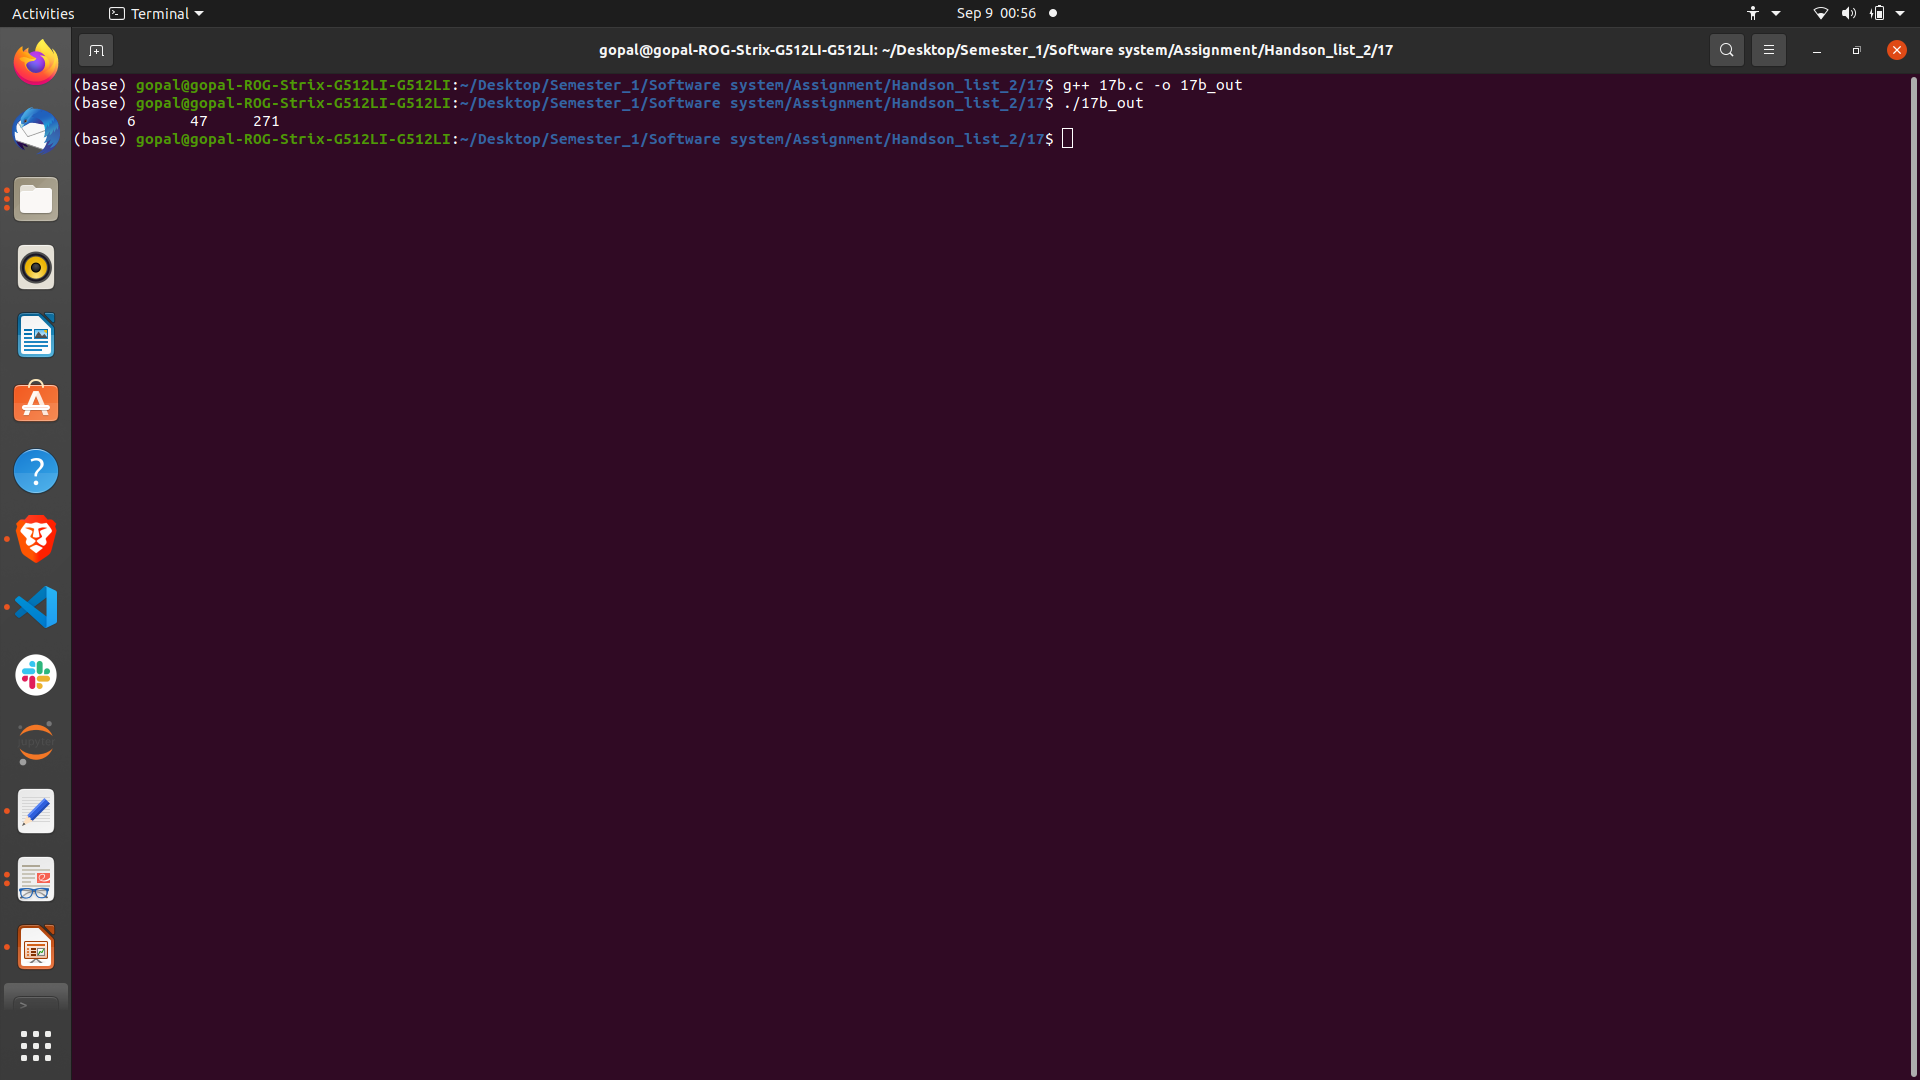 Activities Terminal Sep 9 00:56
gopal@gopal-ROG-Strix-G512LI-G512LI: ~/Desktop/Semester_1/Software system/Assignment/Handson_list_2/17
(base) gopal@gopal-ROG-Strix-G512LI-G512LI:~/Desktop/Semester_1/Software system/Assignment/Handson_list_2/17$ g++ 17b.c -o 17b_out
(base) gopal@gopal-ROG-Strix-G512LI-G512LI:~/Desktop/Semester_1/Software system/Assignment/Handson_list_2/17$ ./17b_out
      6      47     271
(base) gopal@gopal-ROG-Strix-G512LI-G512LI:~/Desktop/Semester_1/Software system/Assignment/Handson_list_2/17$